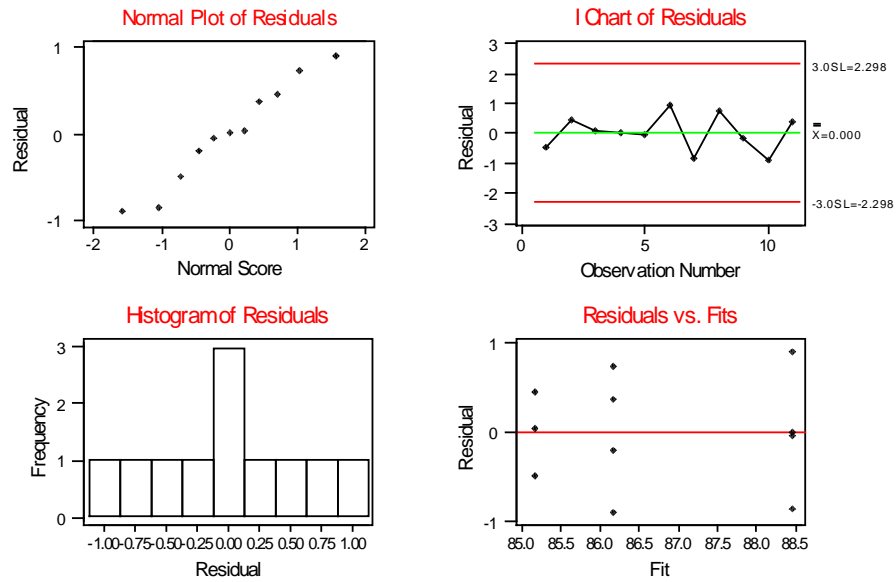 Normal Plot of Residuals
1
0
-1
Residual
-2
-1
0
1
2
Normal Score
I Chart of Residuals
3
2
1
0
-1
-2
-3
Residual
3.0SL=2.298
X=0.000
-3.0SL=-2.298
0
5
10
Observation Number
Histogram of Residuals
3
2
1
0
Frequency
-1.00 -0.75 -0.50 -0.25 0.00 0.25 0.50 0.75 1.00
Residual
Residuals vs. Fits
1
0
-1
Residual
85.0 85.5 86.0 86.5 87.0 87.5 88.0 88.5
Fit